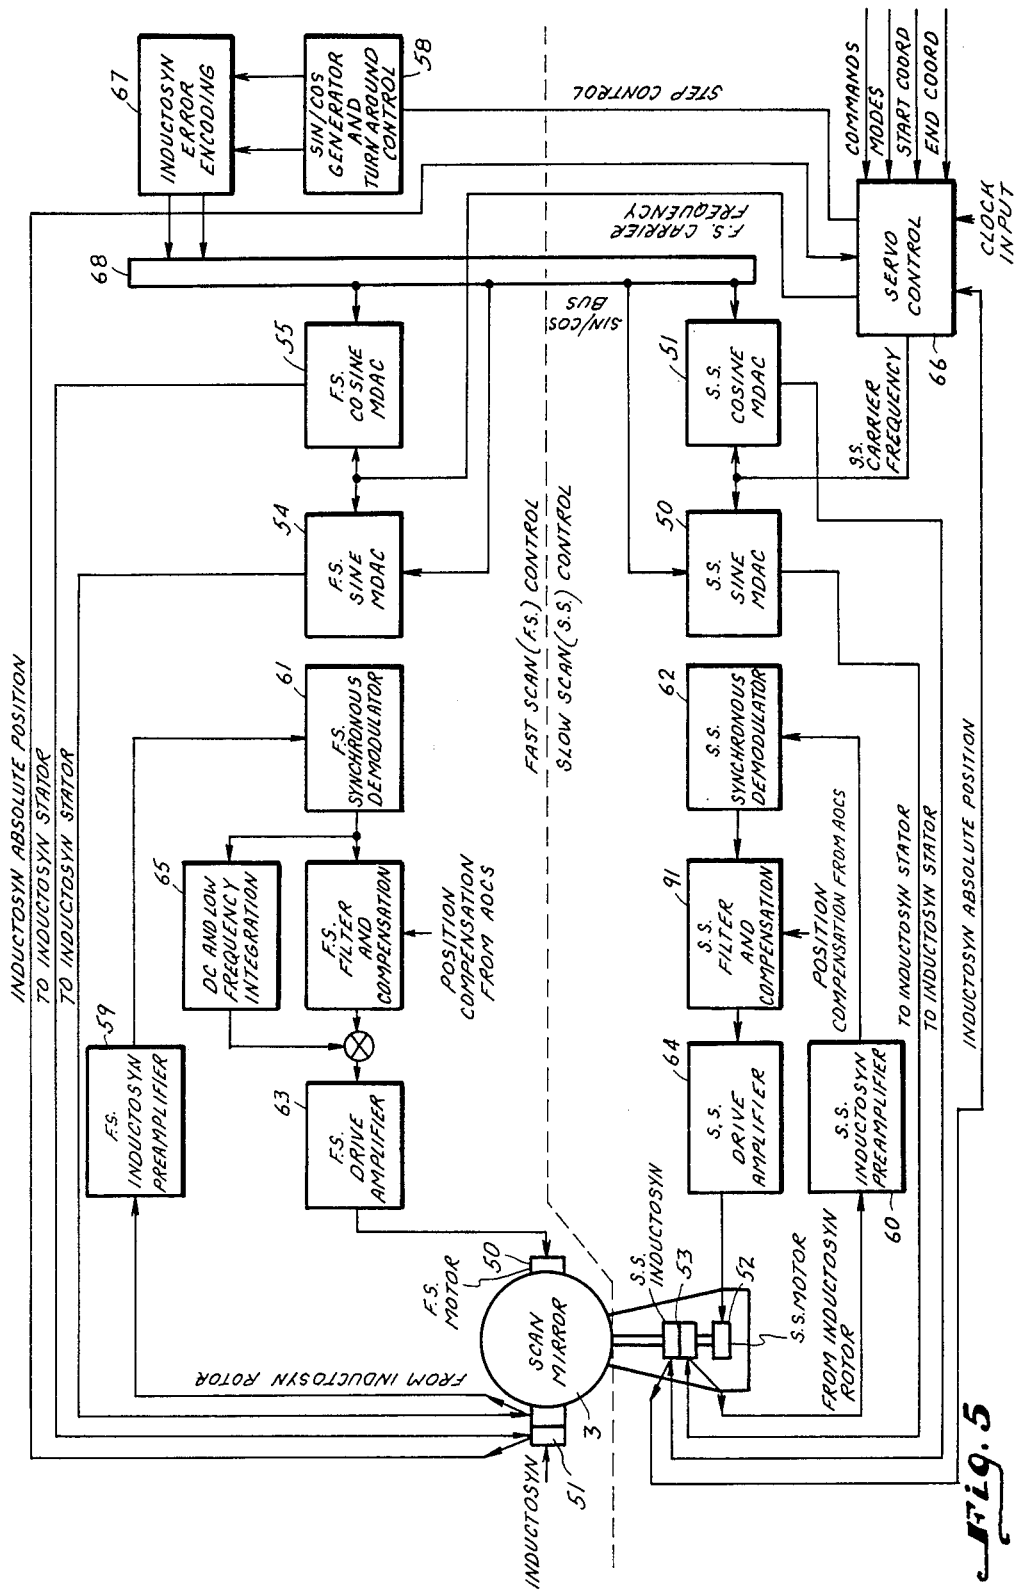 INDUCTOSYN ABSOLUTE POSITION
TO INDUCTOSYN STATOR
TO INDUCTOSYN STATOR
67
INDUCTOSYN
ERROR
ENCODING
SIN/COS
GENERATOR
AND
TURNAROUND
CONTROL
58
68
55
F.S.
COSINE
MDAC
54
F.S.
SINE
MDAC
61
F.S.
SYNCHRONOUS
DEMODULATOR
65
DC AND LOW
FREQUENCY
INTEGRATION
F.S.
FILTER
AND
COMPENSATION
POSITION
COMPENSATION
FROM AOCS
59
F.S.
INDUCTOSYN
PREAMPLIFIER
63
F.S.
DRIVE
AMPLIFIER
F.S.
MOTOR
50
FROM INDUCTOSYN ROTOR
SCAN
MIRROR
3
51
INDUCTOSYN
STEP CONTROL
F.S. CARRIER
FREQUENCY
SIN/COS
BUS
FAST SCAN (F.S.) CONTROL
SLOW SCAN (S.S.) CONTROL
51
S.S.
COSINE
MDAC
50
S.S.
SINE
MDAC
62
S.S.
SYNCHRONOUS
DEMODULATOR
91
S.S.
FILTER
AND
COMPENSATION
POSITION
COMPENSATION FROM AOCS
64
S.S.
DRIVE
AMPLIFIER
S.S.
INDUCTOSYN
53
52
S.S. MOTOR
FROM INDUCTOSYN
ROTOR
S.S.
INDUCTOSYN
PREAMPLIFIER
60
TO INDUCTOSYN STATOR
TO INDUCTOSYN STATOR
INDUCTOSYN ABSOLUTE POSITION
S.S.
CARRIER
FREQUENCY
SERVO
CONTROL
66
COMMANDS
MODES
START COORD
END COORD
CLOCK
INPUT
Fig. 5